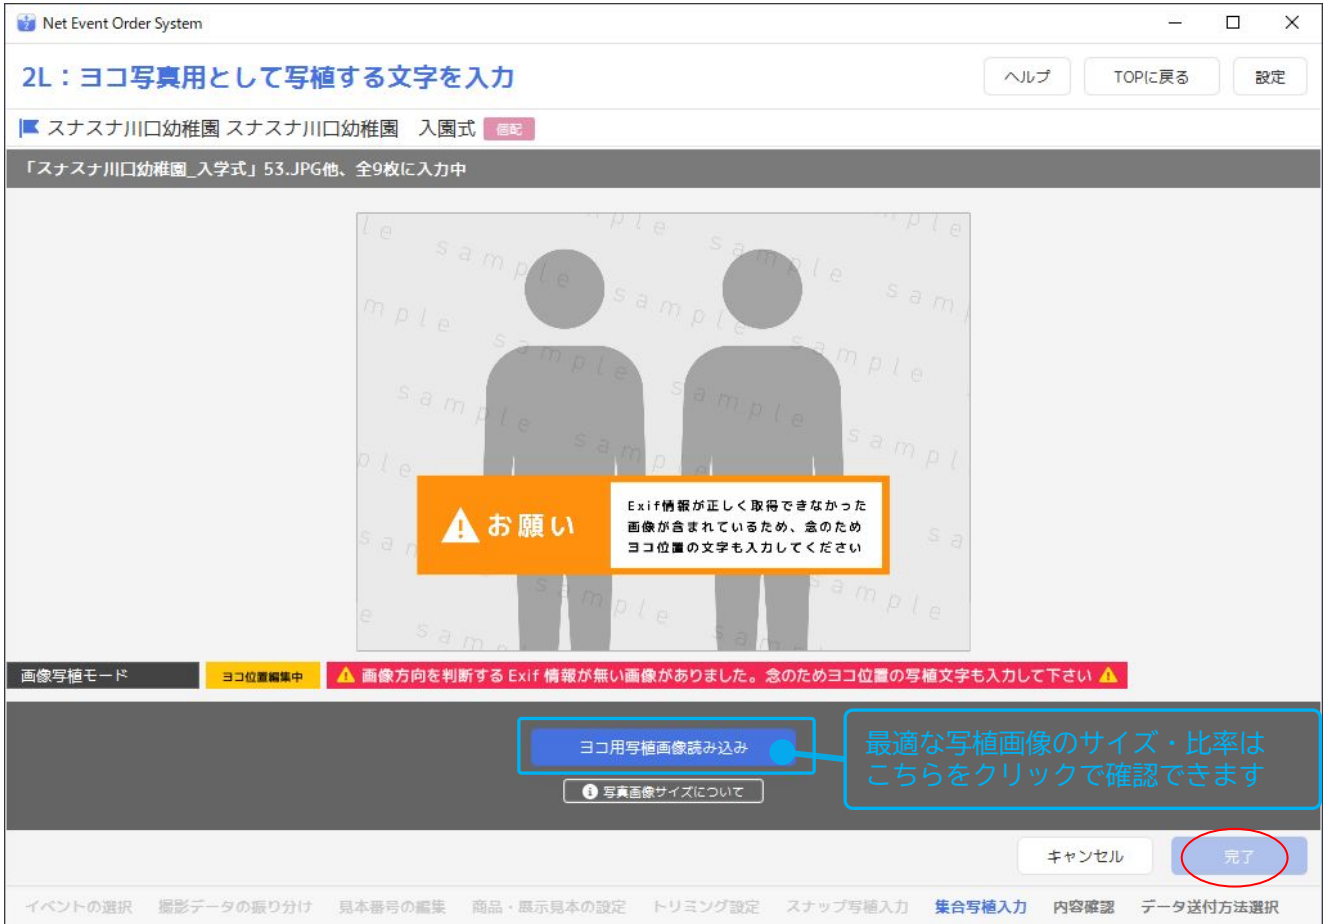 Net Event Order System
2L：ヨコ写真用として写植する文字を入力
ヘルプ
TOPに戻る
設定
スナスナ川口幼稚園 スナスナ川口幼稚園　入園式 個配
「スナスナ川口幼稚園_入学式」53.JPG他、全9枚に入力中
お願い
Exif情報が正しく取得できなかった
画像が含まれているため、念のため
ヨコ位置の文字も入力してください
画像写植モード
ヨコ位置編集中
画像方向を判断する Exif 情報が無い画像がありました。念のためヨコ位置の写植文字も入力して下さい
ヨコ用写植画像読み込み
写真画像サイズについて
最適な写植画像のサイズ・比率は
こちらをクリックで確認できます
キャンセル
完了
イベントの選択 撮影データの振り分け 見本番号の編集 商品・展示見本の設定 トリミング設定 スナップ写植入力 集合写植入力 内容確認 データ送付方法選択